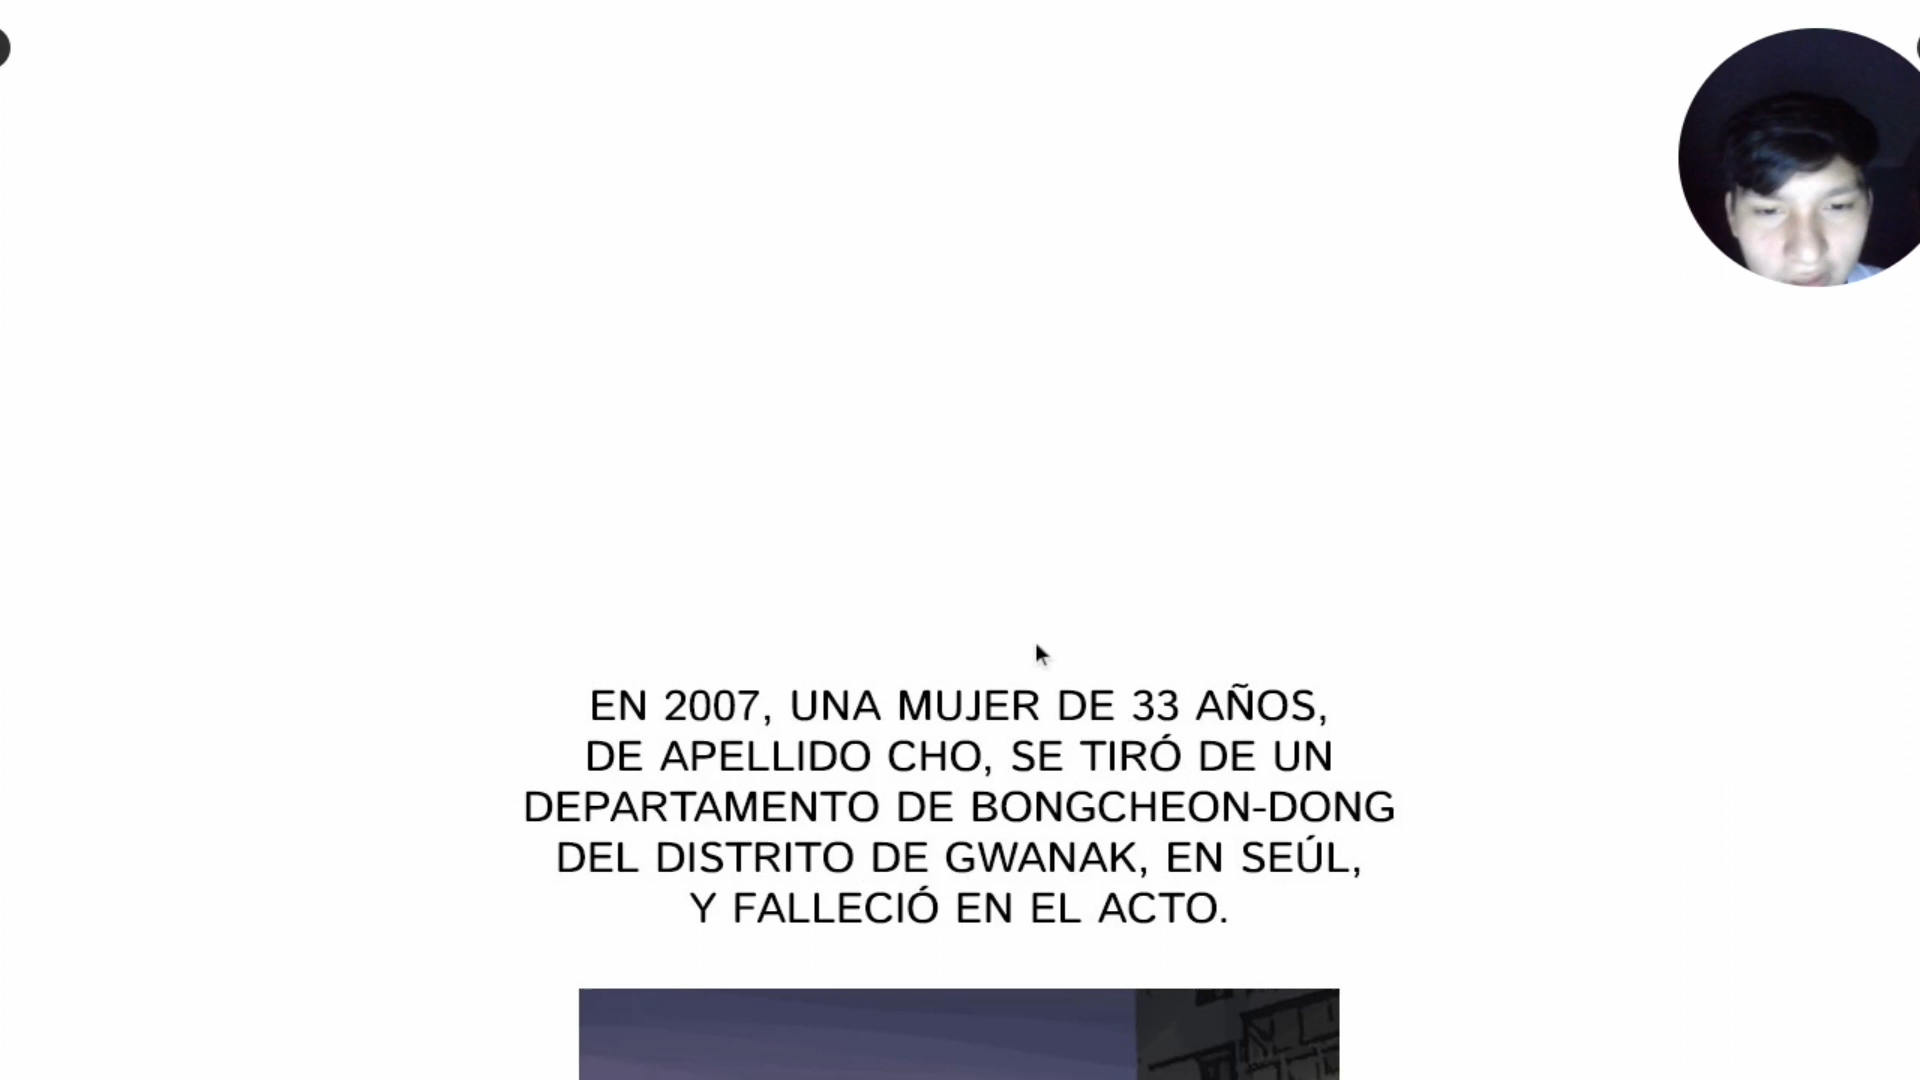 EN 2007, UNA MUJER DE 33 AÑOS,
DE APELLIDO CHO, SE TIRÓ DE UN
DEPARTAMENTO DE BONGCHEON-DONG
DEL DISTRITO DE GWANAK, EN SEÚL,
Y FALLECIÓ EN EL ACTO.